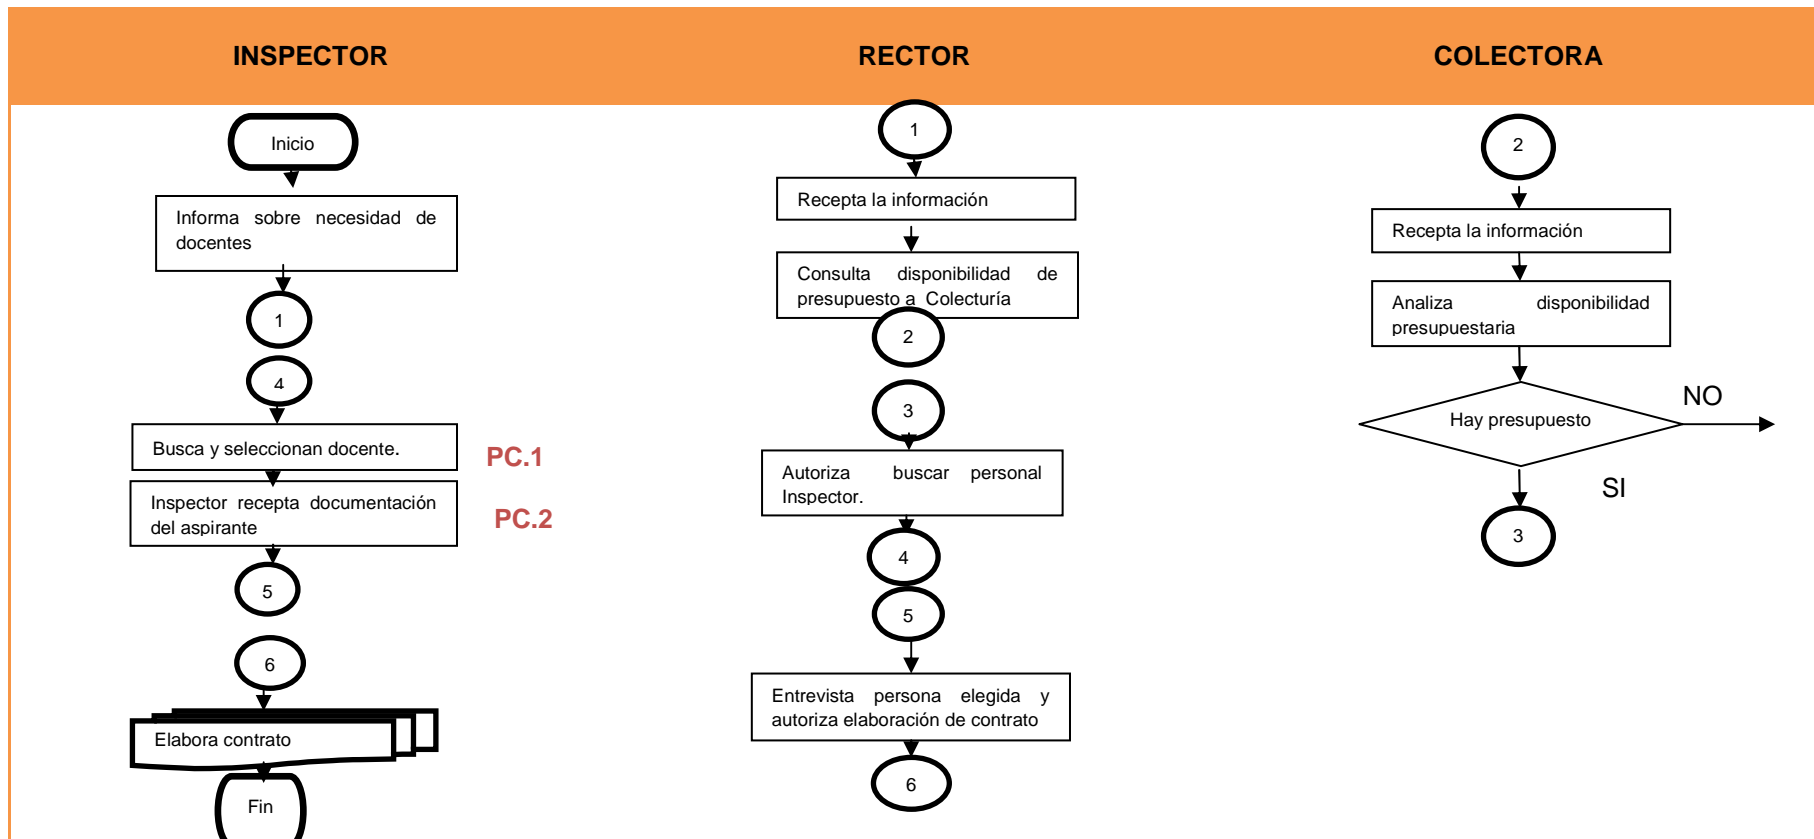 INSPECTOR
RECTOR
COLECTORA
Inicio
Informa sobre necesidad de
docentes
1
4
Busca y seleccionan docente.
PC.1
Inspector recepta documentación
del aspirante
PC.2
5
6
Elabora contrato
Fin
1
Recepta la información
Consulta disponibilidad de
presupuesto a Colecturía
2
3
Autoriza buscar personal
Inspector.
4
5
Entrevista persona elegida y
autoriza elaboración de contrato
6
2
Recepta la información
Analiza disponibilidad
presupuestaria
Hay presupuesto
NO
SI
3